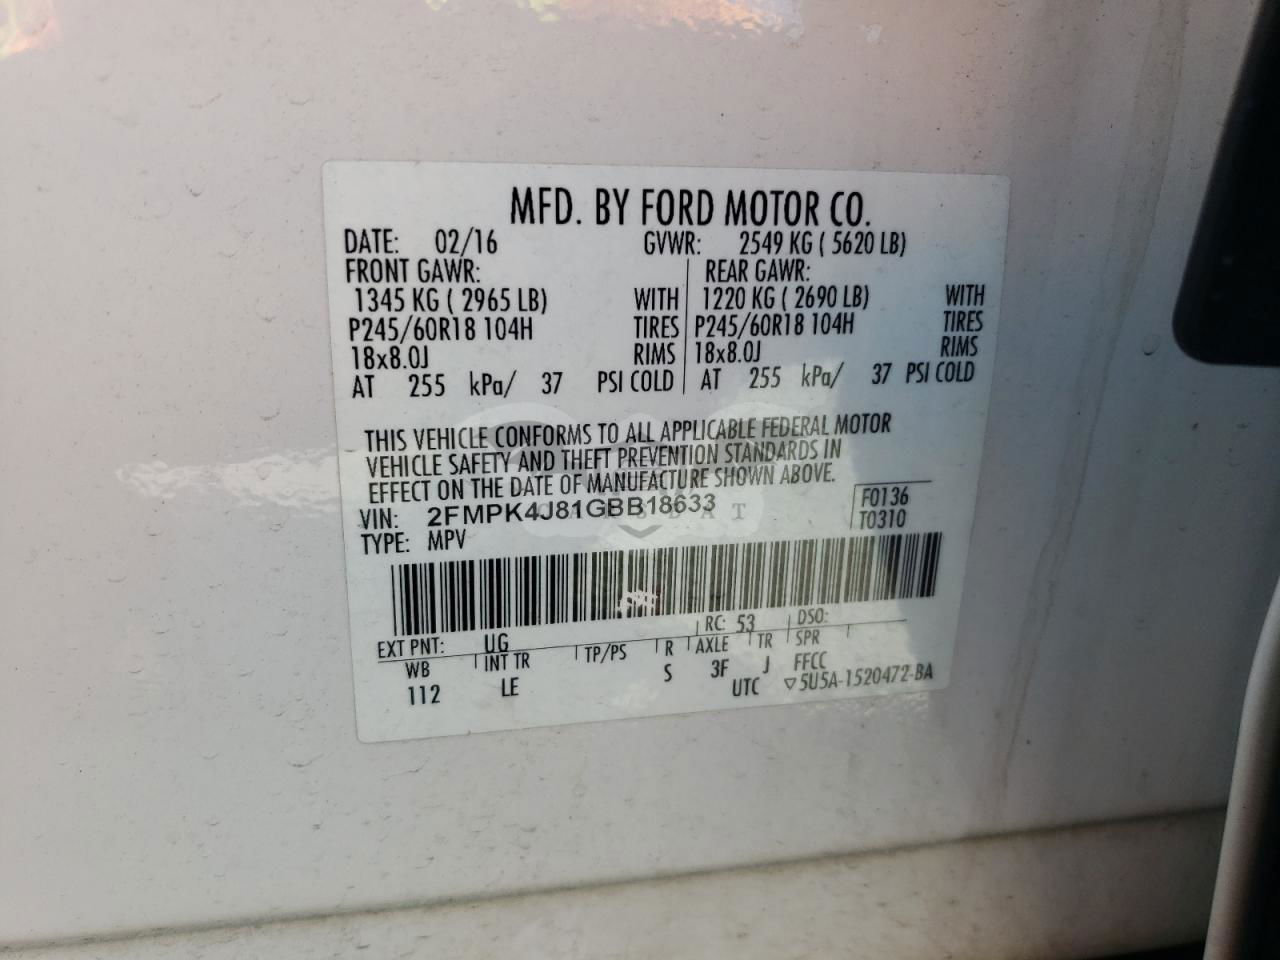 MFD. BY FORD MOTOR CO.
DATE: 02/16 GVWR: 2549 KG ( 5620 LB)
FRONT GAWR: REAR GAWR:
1345 KG ( 2965 LB) WITH 1220 KG ( 2690 LB) WITH
P245/60R18 104H TIRES P245/60R18 104H TIRES
18x8.0J RIMS 18x8.0J RIMS
AT 255 kPa/ 37 PSI COLD AT 255 kPa/ 37 PSI COLD
THIS VEHICLE CONFORMS TO ALL APPLICABLE FEDERAL MOTOR
VEHICLE SAFETY AND THEFT PREVENTION STANDARDS IN
EFFECT ON THE DATE OF MANUFACTURE SHOWN ABOVE.
VIN: 2FMPK4J81GBB18633 F0136
TYPE: MPV T0310
EXT PNT: UG RC: 53 DSO:
WB INT TR TP/PS R AXLE TR SPR
112 LE S 3F J FFCC
UTC ▽5U5A-1520472-BA